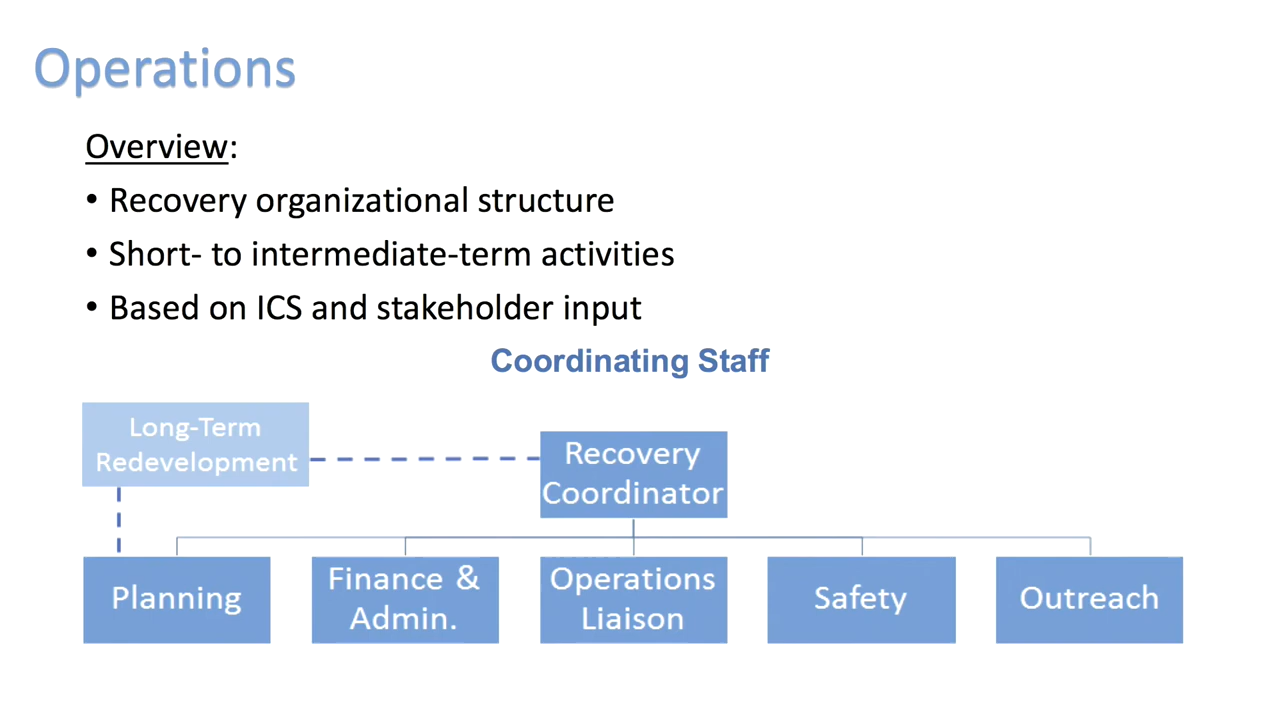 Operations
Overview:
• Recovery organizational structure
• Short- to intermediate-term activities
• Based on ICS and stakeholder input
Coordinating Staff
Long-Term
Redevelopment
Recovery
Coordinator
Planning
Finance &
Admin.
Operations
Liaison
Safety
Outreach